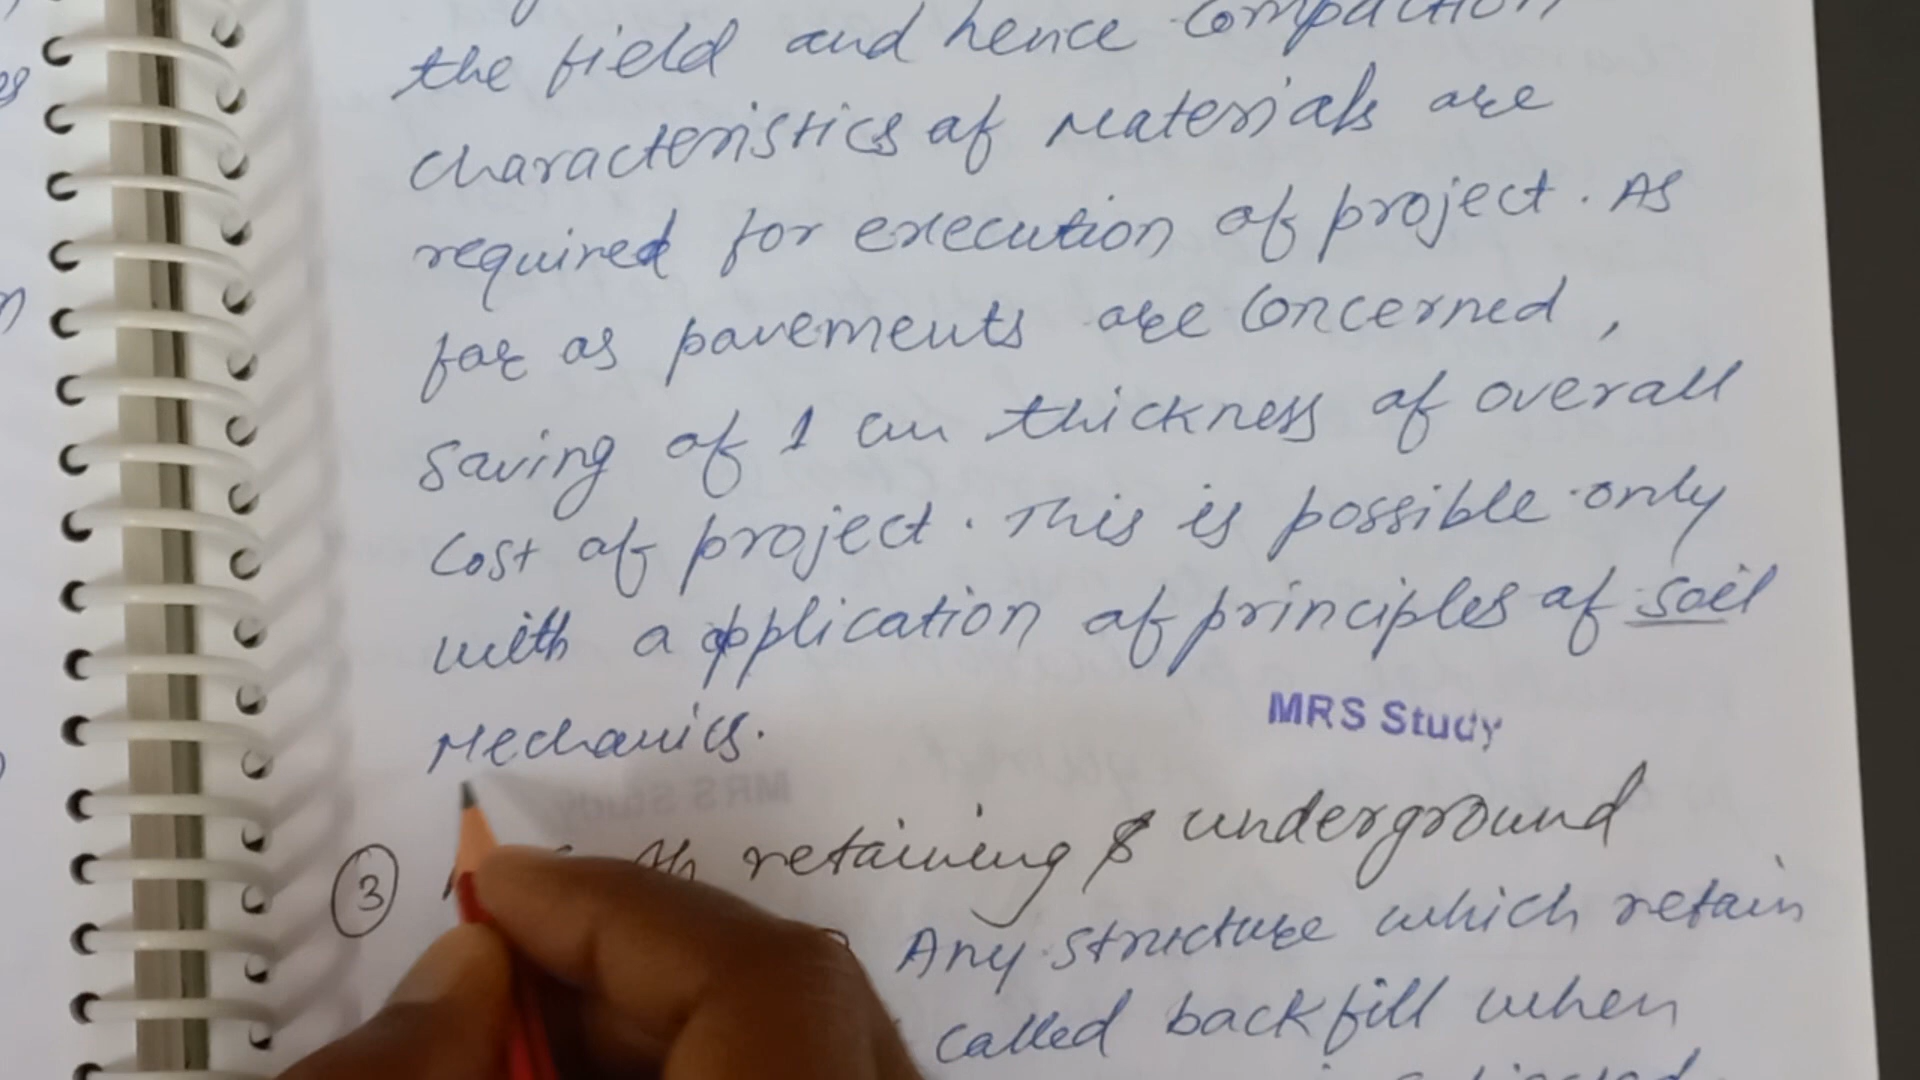 the field and hence compaction
characteristics of materials are
required for execution of project. As
far as pavements are concerned,
saving of 1 cm thickness of overall
cost of project. This is possible only
with a application of principles of soil
Mechanics.
MRS Study
③ retaining & underground
Any structure which retain
called backfill when